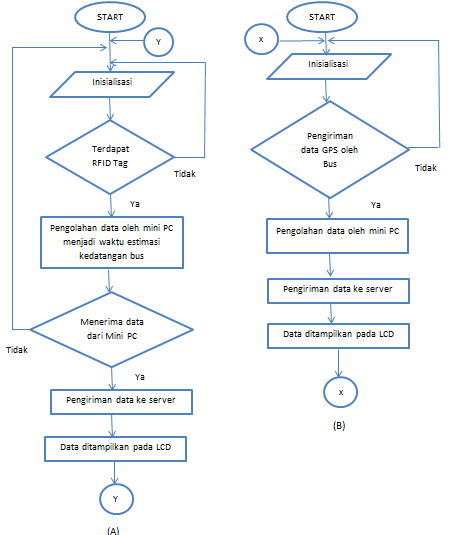 START
Y
Inisialisasi
Terdapat
RFID Tag
Tidak
Ya
Pengolahan data oleh mini PC
menjadi waktu estimasi
kedatangan bus
Menerima data
dari Mini PC
Tidak
Ya
Pengiriman data ke server
Data ditampilkan pada LCD
Y
(A)
START
x
Inisialisasi
Pengiriman
data GPS oleh
Bus
Tidak
Ya
Pengolahan data oleh mini PC
Pengiriman data ke server
Data ditampilkan pada LCD
x
(B)